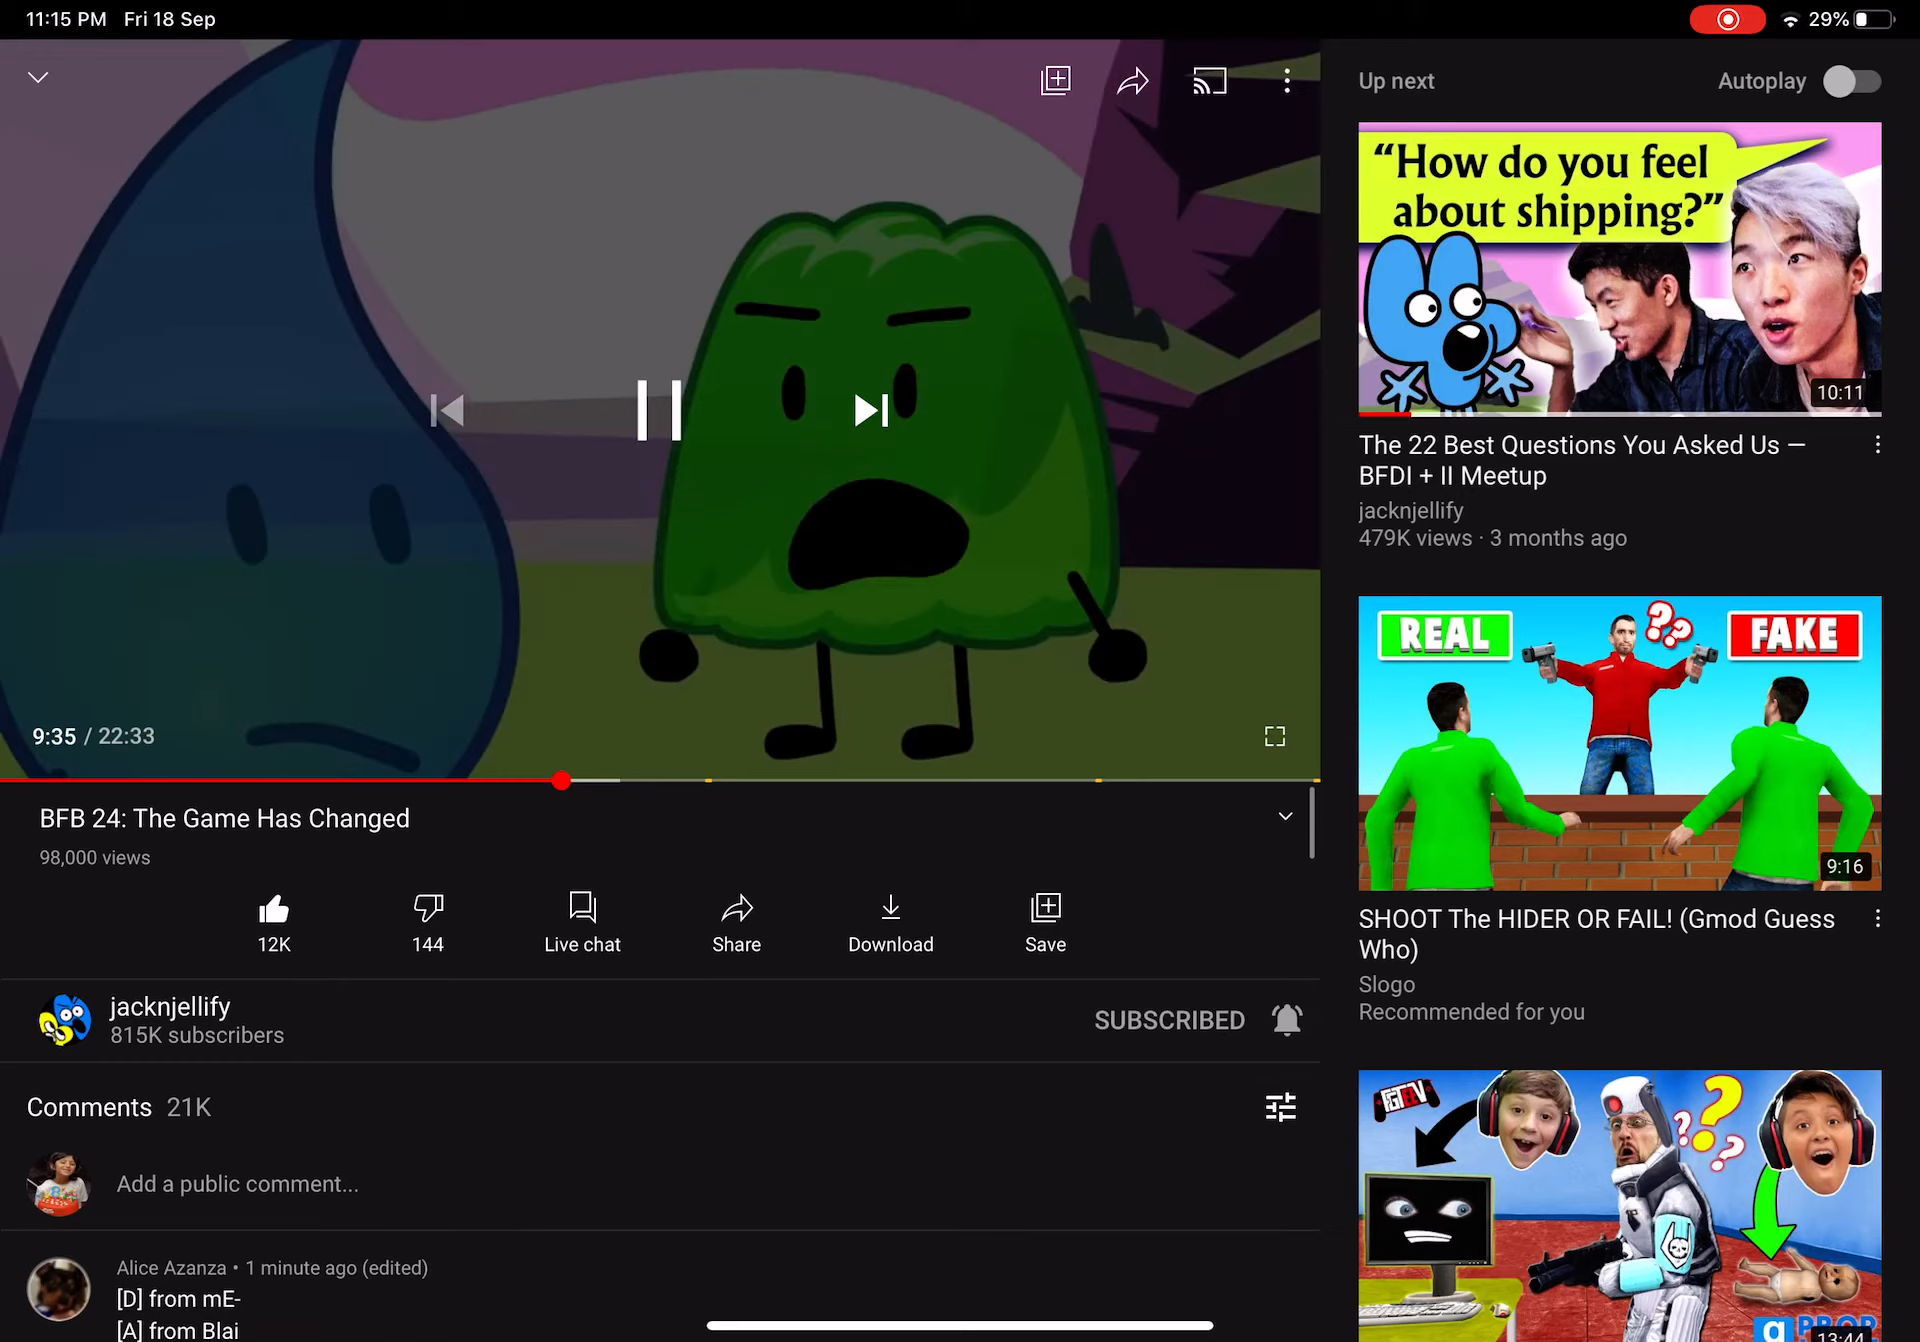 11:15 PM Fri 18 Sep
29%
9:35 / 22:33
BFB 24: The Game Has Changed
98,000 views
12K
144
Live chat
Share
Download
Save
jacknjellify
815K subscribers
SUBSCRIBED
Comments 21K
Add a public comment...
Alice Azanza • 1 minute ago (edited)
[D] from mE-
[A] from Blai
Up next
Autoplay
“How do you feel
about shipping?”
10:11
The 22 Best Questions You Asked Us —
BFDI + II Meetup
jacknjellify
479K views · 3 months ago
REAL
??
FAKE
9:16
SHOOT The HIDER OR FAIL! (Gmod Guess
Who)
Slogo
Recommended for you
FGTEEV
???
PROP
13:44